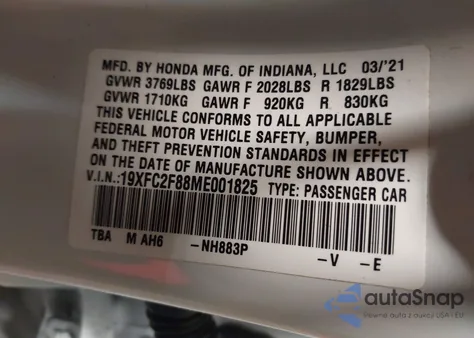 MFD. BY HONDA MFG. OF INDIANA, LLC 03/'21
GVWR 3769LBS GAWR F 2028LBS R 1829LBS
GVWR 1710KG GAWR F 920KG R 830KG
THIS VEHICLE CONFORMS TO ALL APPLICABLE
FEDERAL MOTOR VEHICLE SAFETY, BUMPER,
AND THEFT PREVENTION STANDARDS IN EFFECT
ON THE DATE OF MANUFACTURE SHOWN ABOVE.
V.I.N.:19XFC2F88ME001825 TYPE: PASSENGER CAR
TBA M AH6 -NH883P -V -E
autaSnap